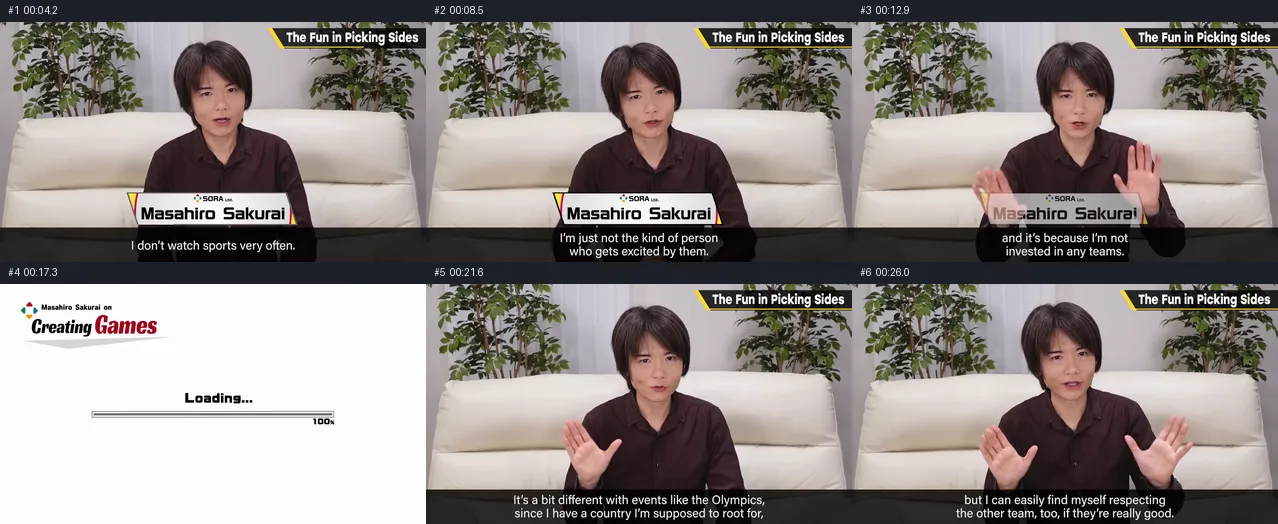 #1 00:04.2
The Fun in Picking Sides
SORA Ltd.
Masahiro Sakurai
I don't watch sports very often.
#2 00:08.5
The Fun in Picking Sides
SORA Ltd.
Masahiro Sakurai
I'm just not the kind of person
who gets excited by them.
#3 00:12.9
The Fun in Picking Sides
SORA Ltd.
Masahiro Sakurai
and it's because I'm not
invested in any teams.
#4 00:17.3
Masahiro Sakurai on
Creating Games
Loading...
100%
#5 00:21.6
The Fun in Picking Sides
It's a bit different with events like the Olympics,
since I have a country I'm supposed to root for,
#6 00:26.0
The Fun in Picking Sides
but I can easily find myself respecting
the other team, too, if they're really good.